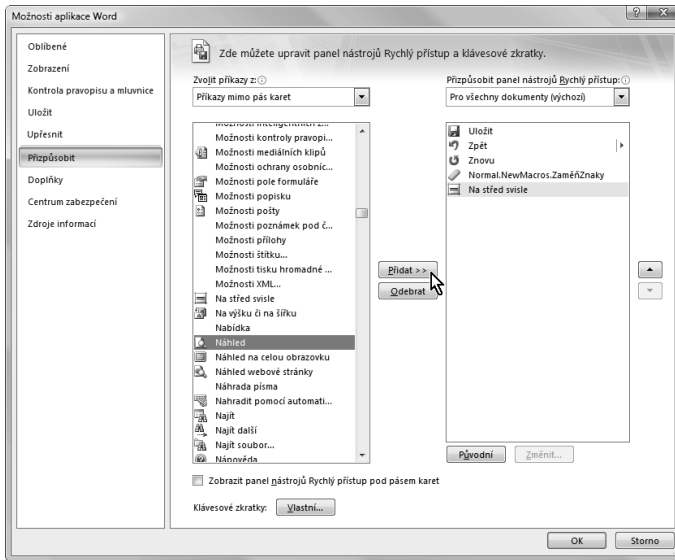 Možnosti aplikace Word
Oblíbené
Zobrazení
Kontrola pravopisu a mluvnice
Uložit
Upřesnit
Přizpůsobit
Doplňky
Centrum zabezpečení
Zdroje informací
Zde můžete upravit panel nástrojů Rychlý přístup a klávesové zkratky.
Zvolit příkazy z:
Příkazy mimo pás karet
Možnosti inteligentních z...
Možnosti kontroly pravopi...
Možnosti mediálních klipů
Možnosti ochrany osobníc...
Možnosti pole formuláře
Možnosti popisku
Možnosti pošty
Možnosti poznámek pod č...
Možnosti přílohy
Možnosti štítku...
Možnosti tisku hromadné ...
Možnosti XML...
Na střed svisle
Na výšku či na šířku
Nabídka
Náhled
Náhled na celou obrazovku
Náhled webové stránky
Náhrada písma
Nahradit pomocí automati...
Najít
Najít další
Najít soubor...
Nápověda
Přidat >>
Odebrat
Přizpůsobit panel nástrojů Rychlý přístup:
Pro všechny dokumenty (výchozí)
Uložit
Zpět
Znovu
Normal.NewMacros.ZaměňZnaky
Na střed svisle
Původní
Změnit...
Zobrazit panel nástrojů Rychlý přístup pod pásem karet
Klávesové zkratky:
Vlastní...
OK
Storno